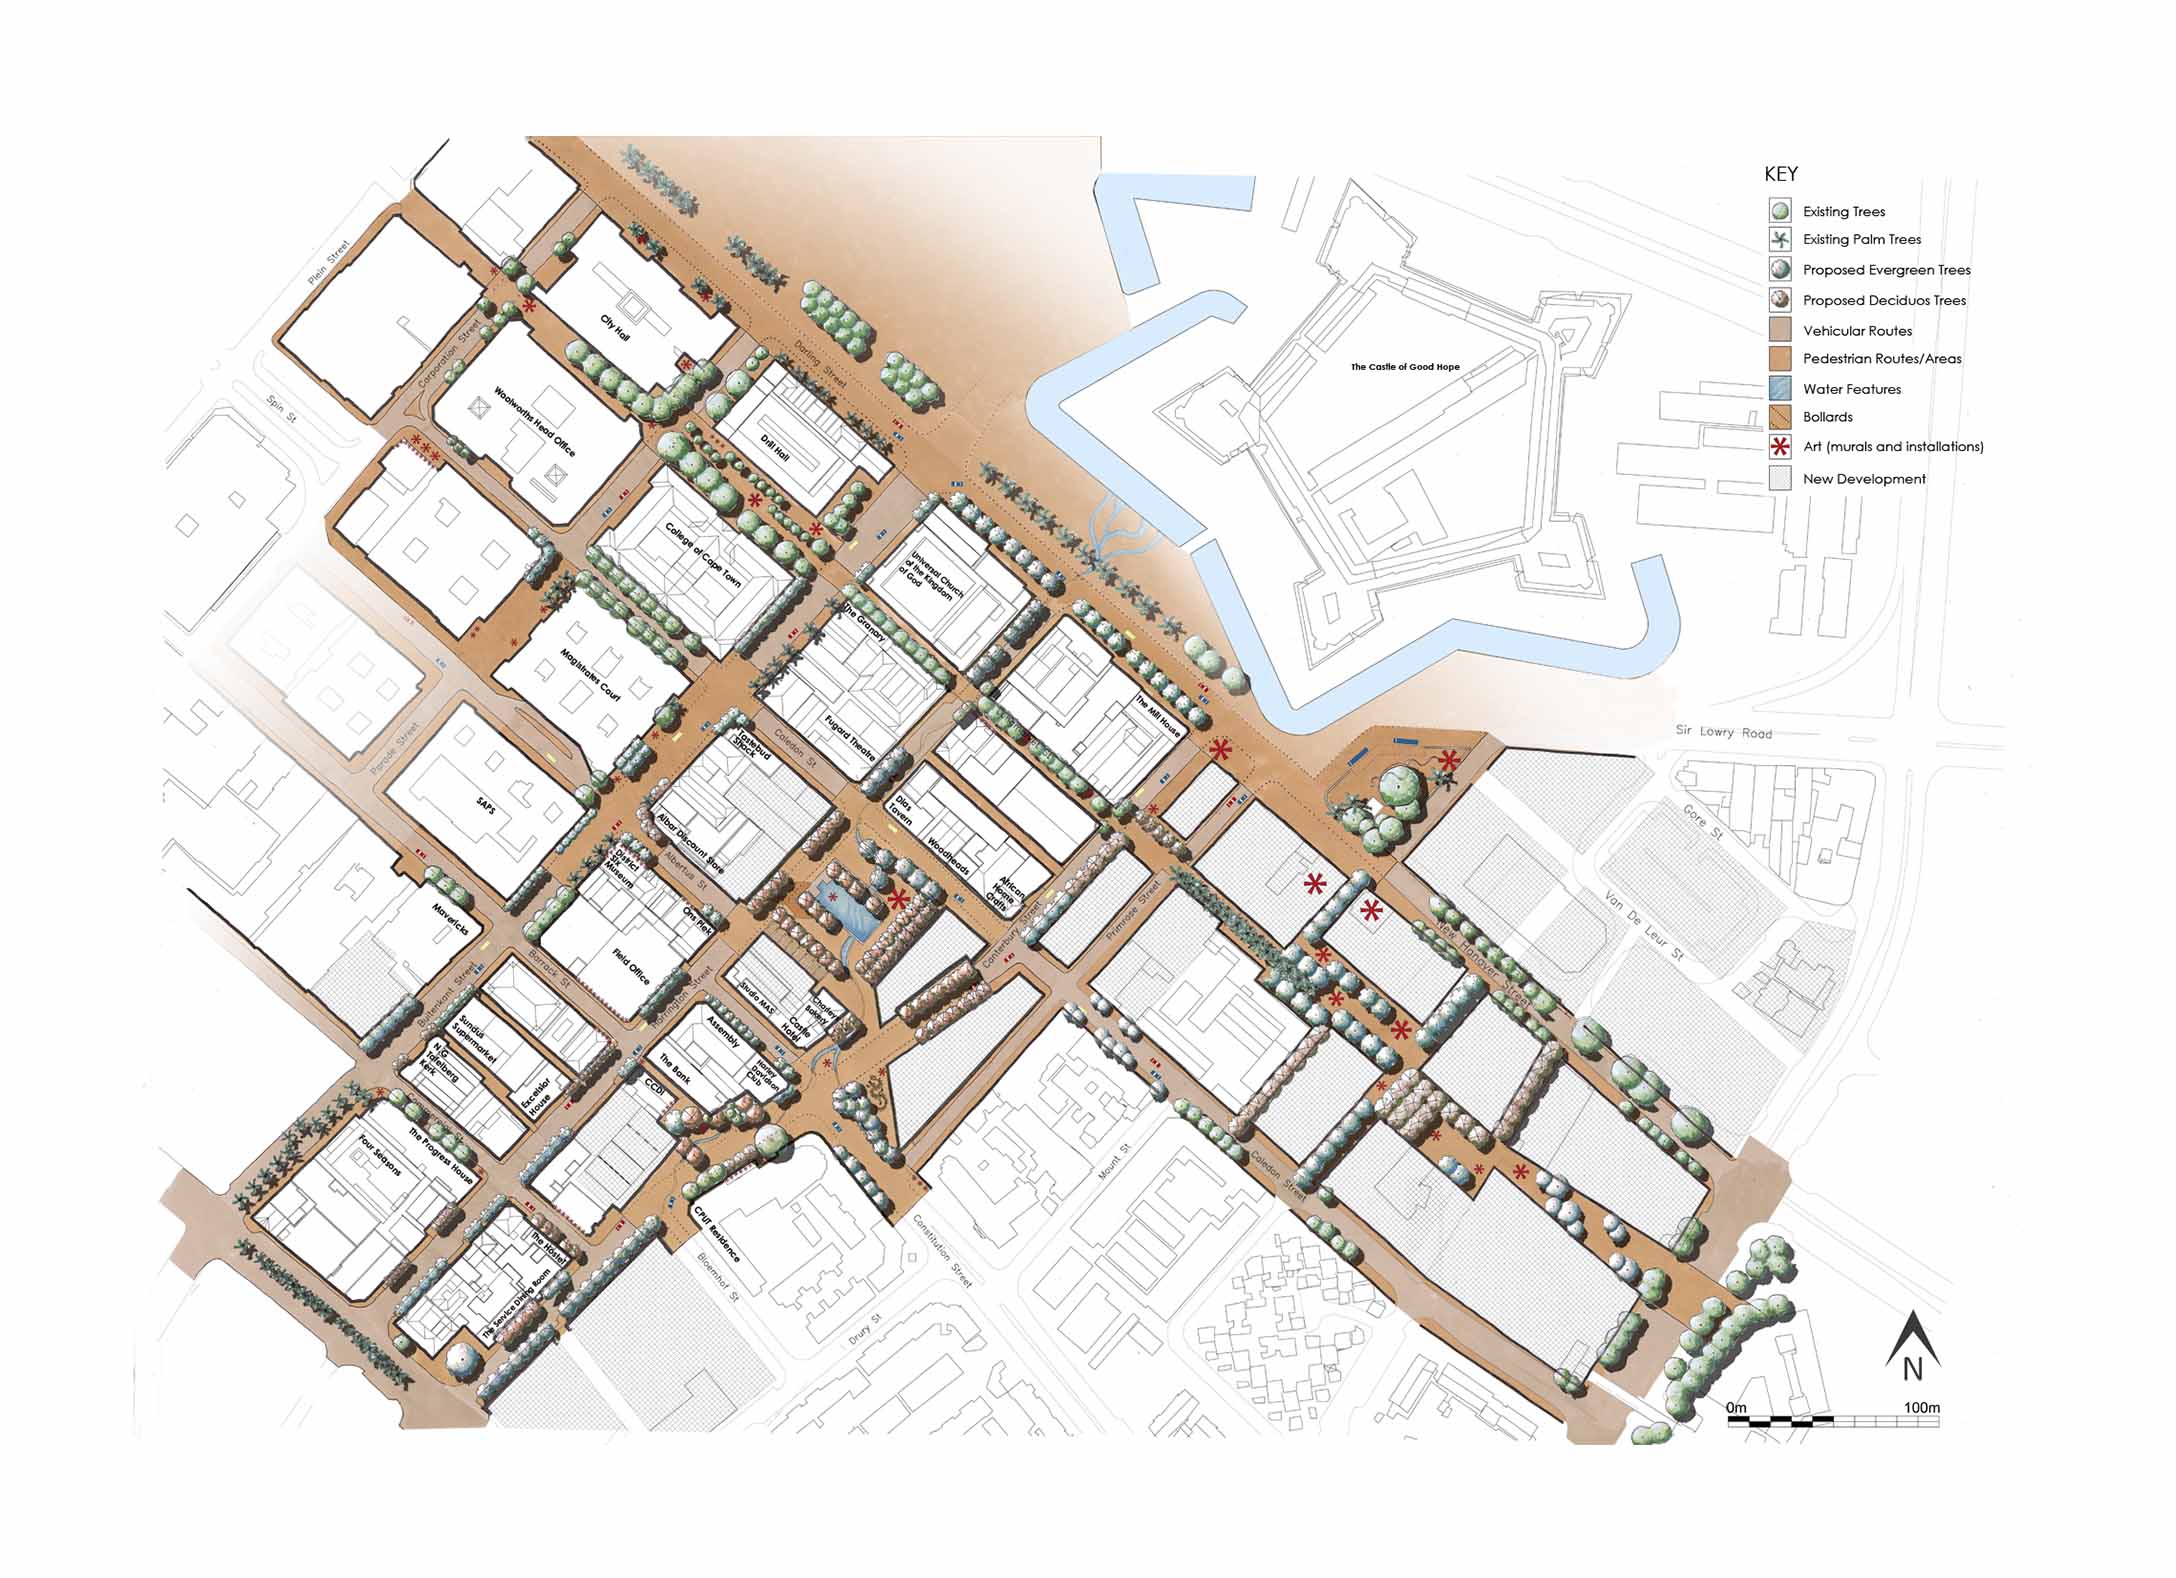 KEY
Existing Trees
Existing Palm Trees
Proposed Evergreen Trees
Proposed Deciduos Trees
Vehicular Routes
Pedestrian Routes/Areas
Water Features
Bollards
Art (murals and installations)
New Development
Plein Street
Spin St
Corporation Street
City Hall
Woolworths Head Office
Darling Street
Drill Hall
The Castle of Good Hope
College of Cape Town
Universal Church
of the Kingdom
of God
The Granary
Fugard Theatre
Magistrates Court
The Mill House
Sir Lowry Road
Parade Street
SAPS
Caledon St
Tastebud
Shack
Albar Discount Store
Albertus St
Dias
Tavern
Woodheads
African
Home
Crafts
Gore St
Van De Leur St
New Hanover Street
District
Six
Museum
Ons Plek
Field Office
Mavericks
Barrack St
Buitenkant Street
Harrington Street
Canterbury Street
Primrose Street
Studio MAS
Charley
Bakery
Castle
Hotel
Assembly
The Bank
Harley
Davidson
Club
CCDI
Sundus
Supermarket
N.G
Tafelberg
Kerk
Excelsior
House
The Progress House
Four Seasons
The Hostel
The Service Dining Room
CPUT Residence
Bloemhof St
Constitution Street
Drury St
Mount St
Caledon Street
N
0m
100m